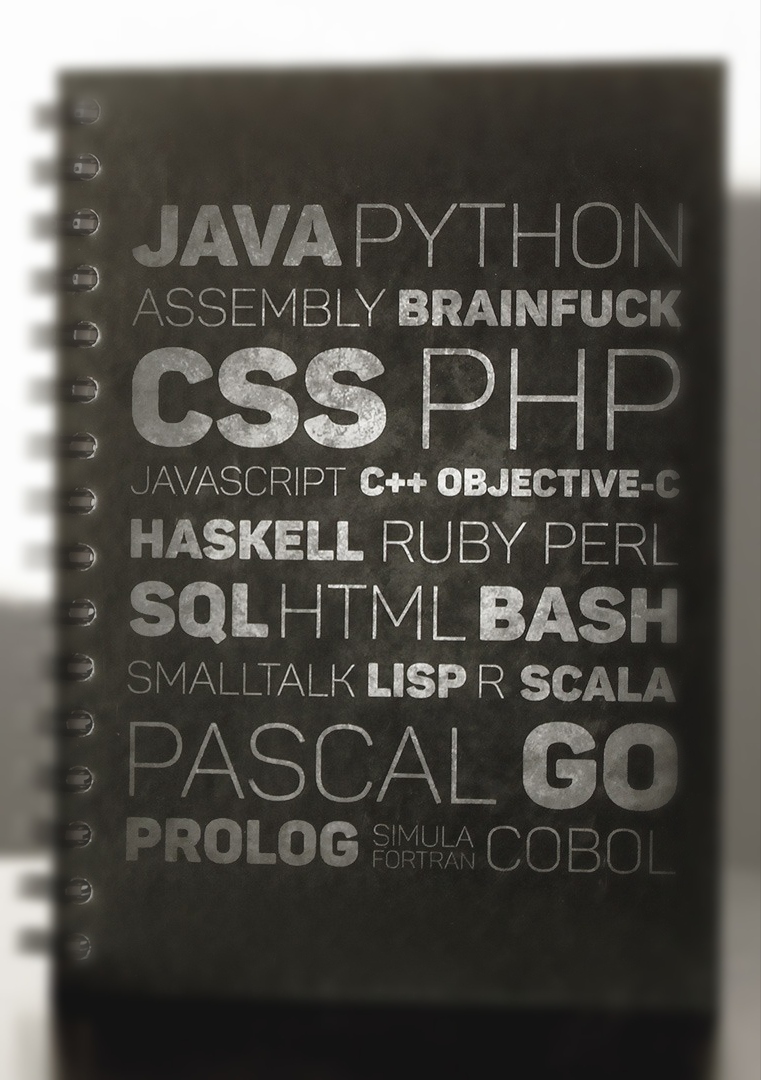 JAVA PYTHON
ASSEMBLY BRAINFUCK
CSS PHP
JAVASCRIPT C++ OBJECTIVE-C
HASKELL RUBY PERL
SQL HTML BASH
SMALLTALK LISP R SCALA
PASCAL GO
PROLOG SIMULA COBOL
FORTRAN